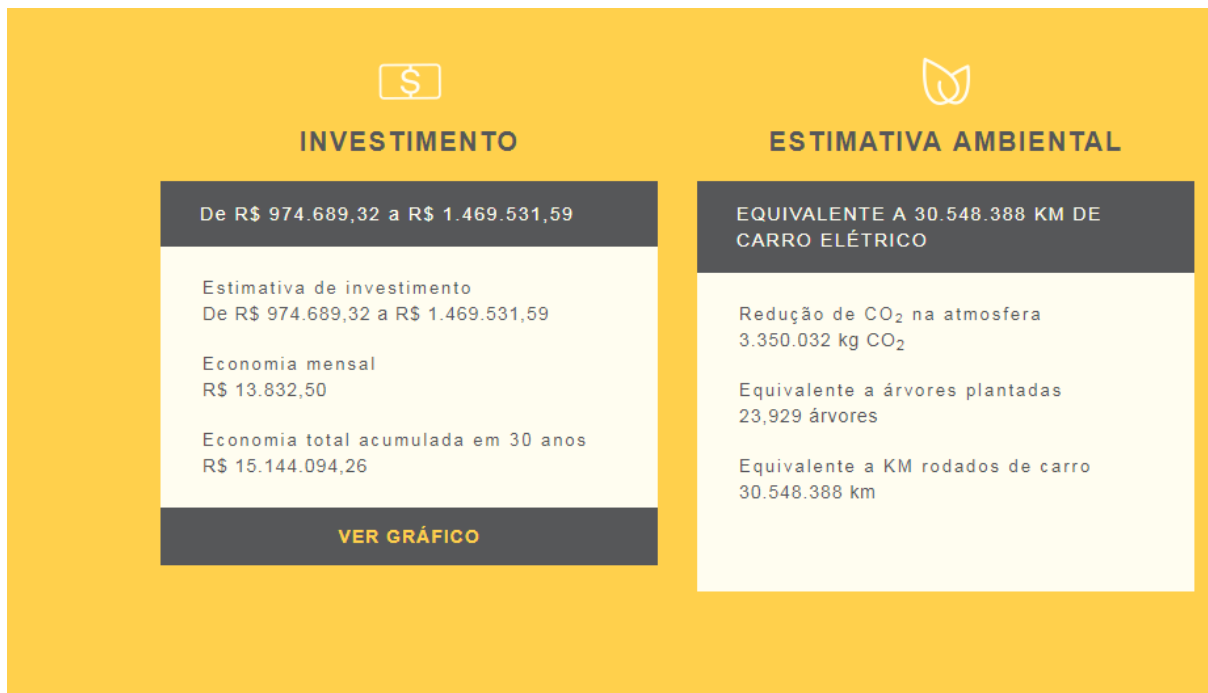 $
INVESTIMENTO
De R$ 974.689,32 a R$ 1.469.531,59
Estimativa de investimento
De R$ 974.689,32 a R$ 1.469.531,59
Economia mensal
R$ 13.832,50
Economia total acumulada em 30 anos
R$ 15.144.094,26
VER GRÁFICO
ESTIMATIVA AMBIENTAL
EQUIVALENTE A 30.548.388 KM DE
CARRO ELÉTRICO
Redução de CO₂ na atmosfera
3.350.032 kg CO₂
Equivalente a árvores plantadas
23,929 árvores
Equivalente a KM rodados de carro
30.548.388 km